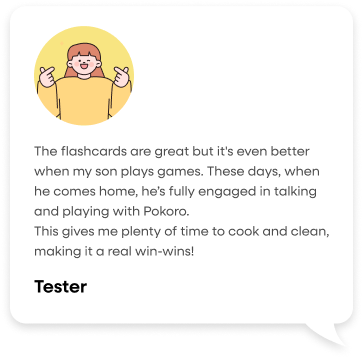 The flashcards are great but it's even better
when my son plays games. These days, when
he comes home, he's fully engaged in talking
and playing with Pokoro.
This gives me plenty of time to cook and clean,
making it a real win-wins!
Tester